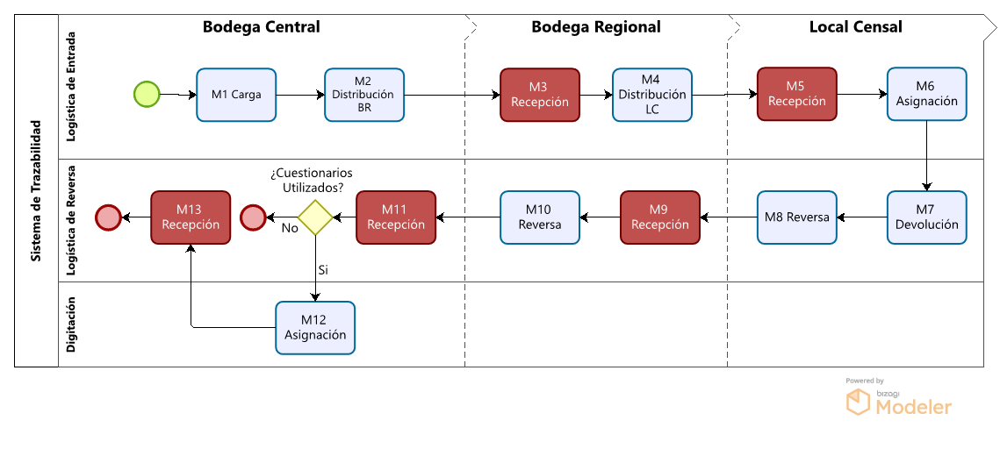 Bodega Central
Bodega Regional
Local Censal
Sistema de Trazabilidad
Logística de Entrada
M1 Carga
M2
Distribución
BR
M3
Recepción
M4
Distribución
LC
M5
Recepción
M6
Asignación
Logística de Reversa
M13
Recepción
¿Cuestionarios
Utilizados?
No
Si
M11
Recepción
M10
Reversa
M9
Recepción
M8 Reversa
M7
Devolución
Digitación
M12
Asignación
Powered by
bizagi
Modeler